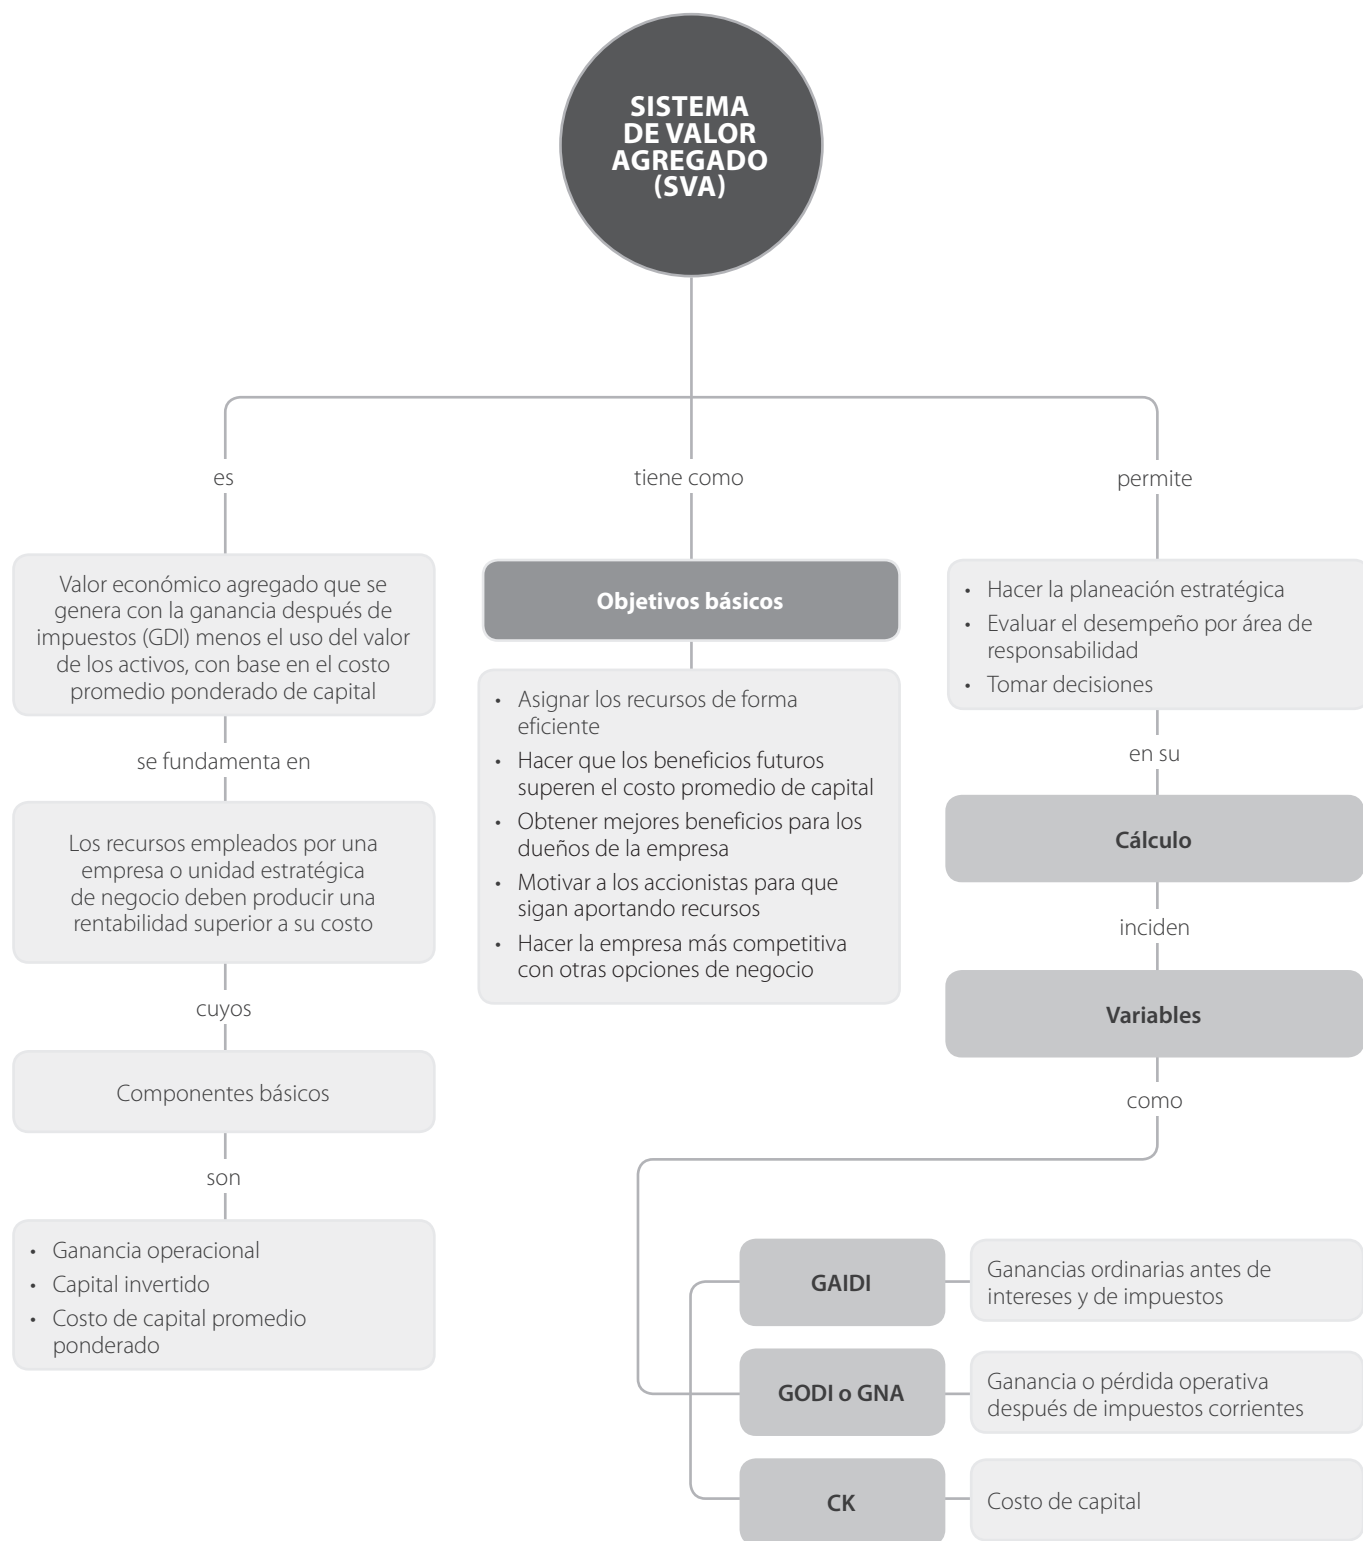 SISTEMA
DE VALOR
AGREGADO
(SVA)
es
Valor económico agregado que se
genera con la ganancia después de
impuestos (GDI) menos el uso del valor
de los activos, con base en el costo
promedio ponderado de capital
se fundamenta en
Los recursos empleados por una
empresa o unidad estratégica
de negocio deben producir una
rentabilidad superior a su costo
cuyos
Componentes básicos
son
• Ganancia operacional
• Capital invertido
• Costo de capital promedio
ponderado
tiene como
Objetivos básicos
• Asignar los recursos de forma
eficiente
• Hacer que los beneficios futuros
superen el costo promedio de capital
• Obtener mejores beneficios para los
dueños de la empresa
• Motivar a los accionistas para que
sigan aportando recursos
• Hacer la empresa más competitiva
con otras opciones de negocio
permite
• Hacer la planeación estratégica
• Evaluar el desempeño por área de
responsabilidad
• Tomar decisiones
en su
Cálculo
inciden
Variables
como
GAIDI
Ganancias ordinarias antes de
intereses y de impuestos
GODI o GNA
Ganancia o pérdida operativa
después de impuestos corrientes
CK
Costo de capital